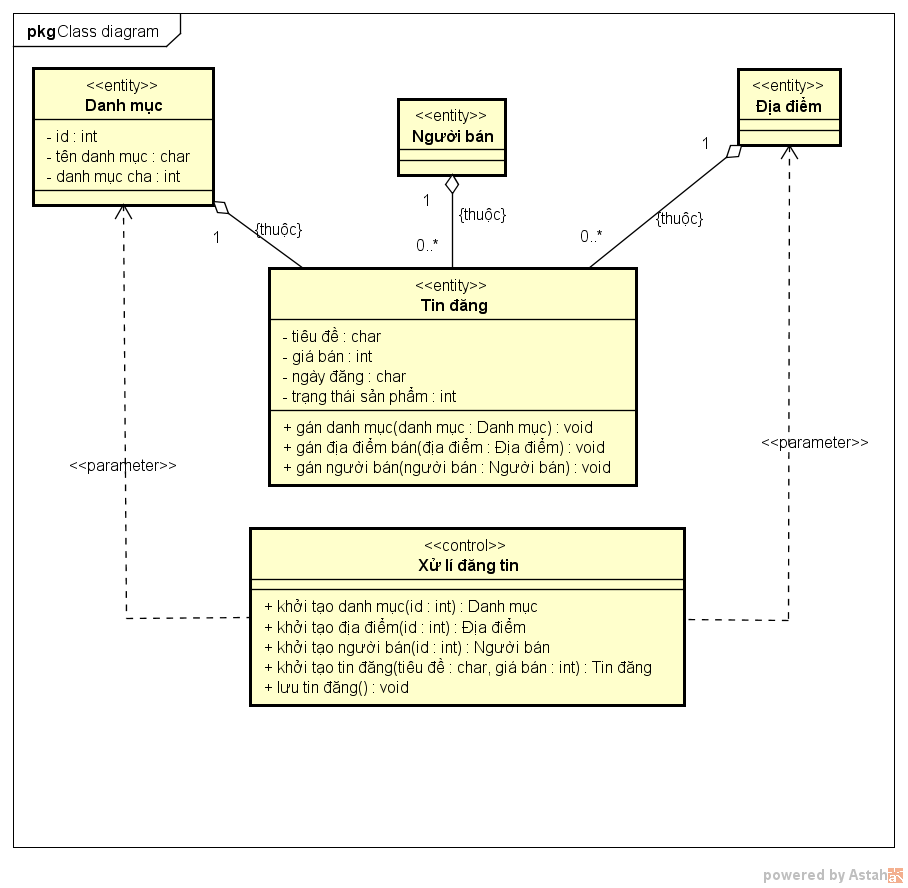 pkg Class diagram
<<entity>>
Danh mục
- id : int
- tên danh mục : char
- danh mục cha : int
<<entity>>
Người bán
<<entity>>
Địa điểm
1
{thuộc}
1
{thuộc}
0..*
1
{thuộc}
0..*
<<entity>>
Tin đăng
- tiêu đề : char
- giá bán : int
- ngày đăng : char
- trạng thái sản phẩm : int
+ gán danh mục(danh mục : Danh mục) : void
+ gán địa điểm bán(địa điểm : Địa điểm) : void
+ gán người bán(người bán : Người bán) : void
<<parameter>>
<<parameter>>
<<control>>
Xử lí đăng tin
+ khởi tạo danh mục(id : int) : Danh mục
+ khởi tạo địa điểm(id : int) : Địa điểm
+ khởi tạo người bán(id : int) : Người bán
+ khởi tạo tin đăng(tiêu đề : char, giá bán : int) : Tin đăng
+ lưu tin đăng() : void
powered by Astah